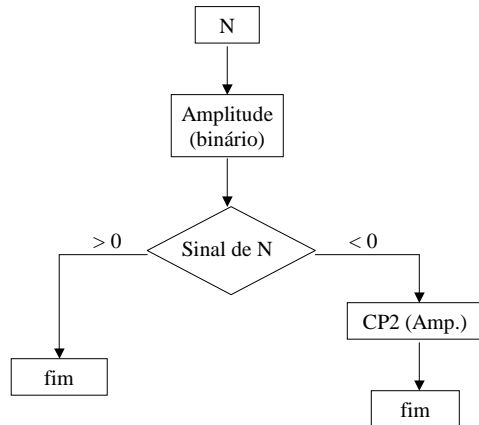 N
Amplitude
(binário)
> 0
Sinal de N
< 0
CP2 (Amp.)
fim
fim